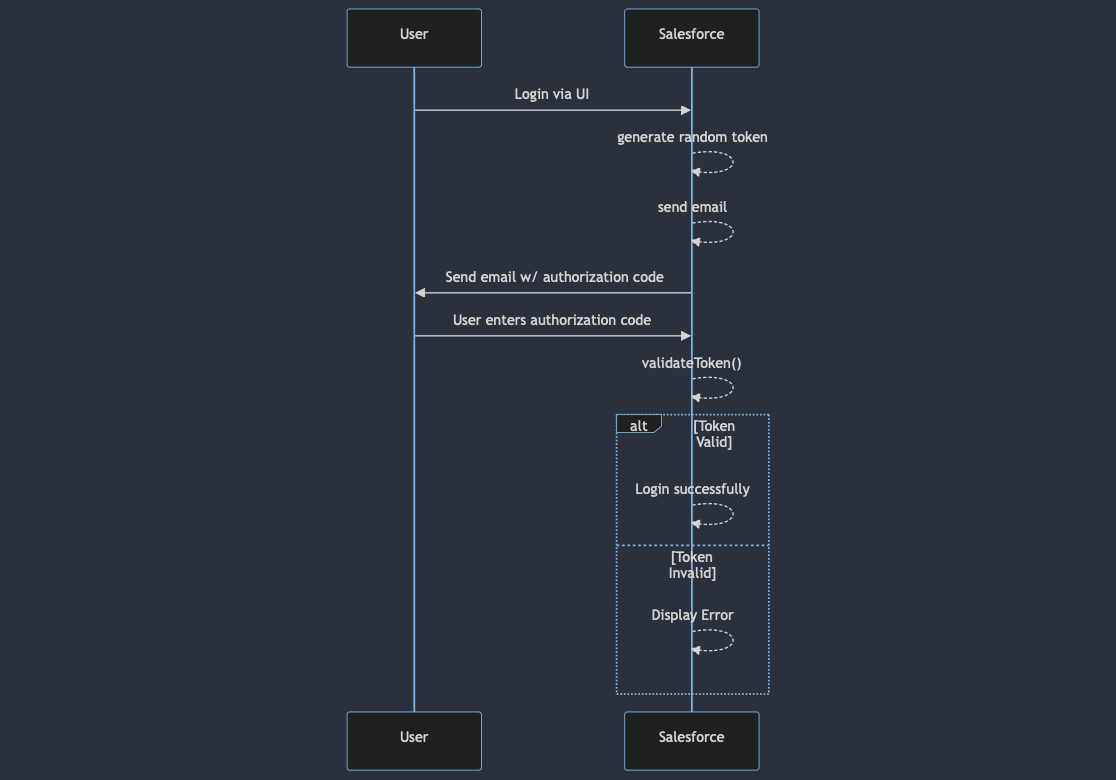 User
Salesforce
Login via UI
generate random token
send email
Send email w/ authorization code
User enters authorization code
validateToken()
alt
[Token
Valid]
Login successfully
[Token
Invalid]
Display Error
User
Salesforce